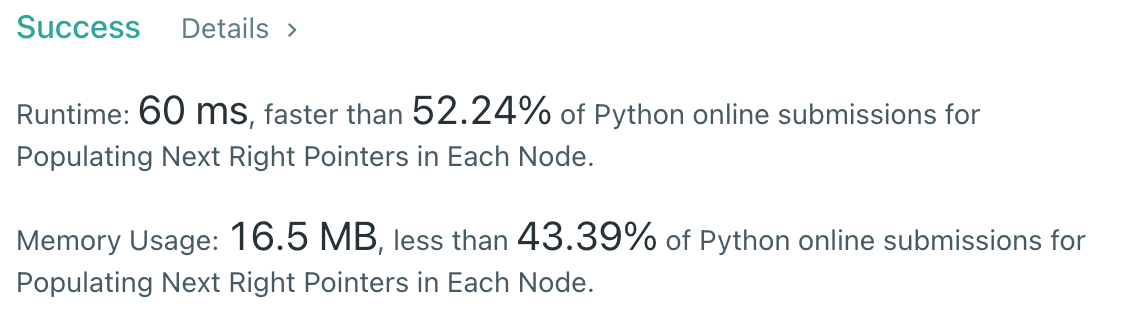 Success Details >
Runtime: 60 ms, faster than 52.24% of Python online submissions for
Populating Next Right Pointers in Each Node.
Memory Usage: 16.5 MB, less than 43.39% of Python online submissions for
Populating Next Right Pointers in Each Node.